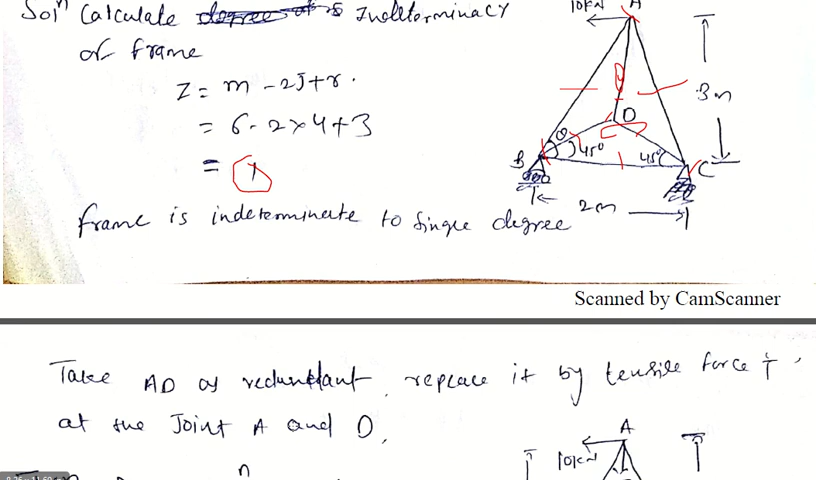 Soln Calculate Indeterminacy
of frame
I = m - 2J + r.
= 6 - 2×4+3
= 1
frame is indeterminate to single degree
10kN A
3m
D
θ
45° 45°
B C
2m
Scanned by CamScanner
Take AD as redundant, replace it by tensile force T
at the Joint A and D,
A
10kN
n